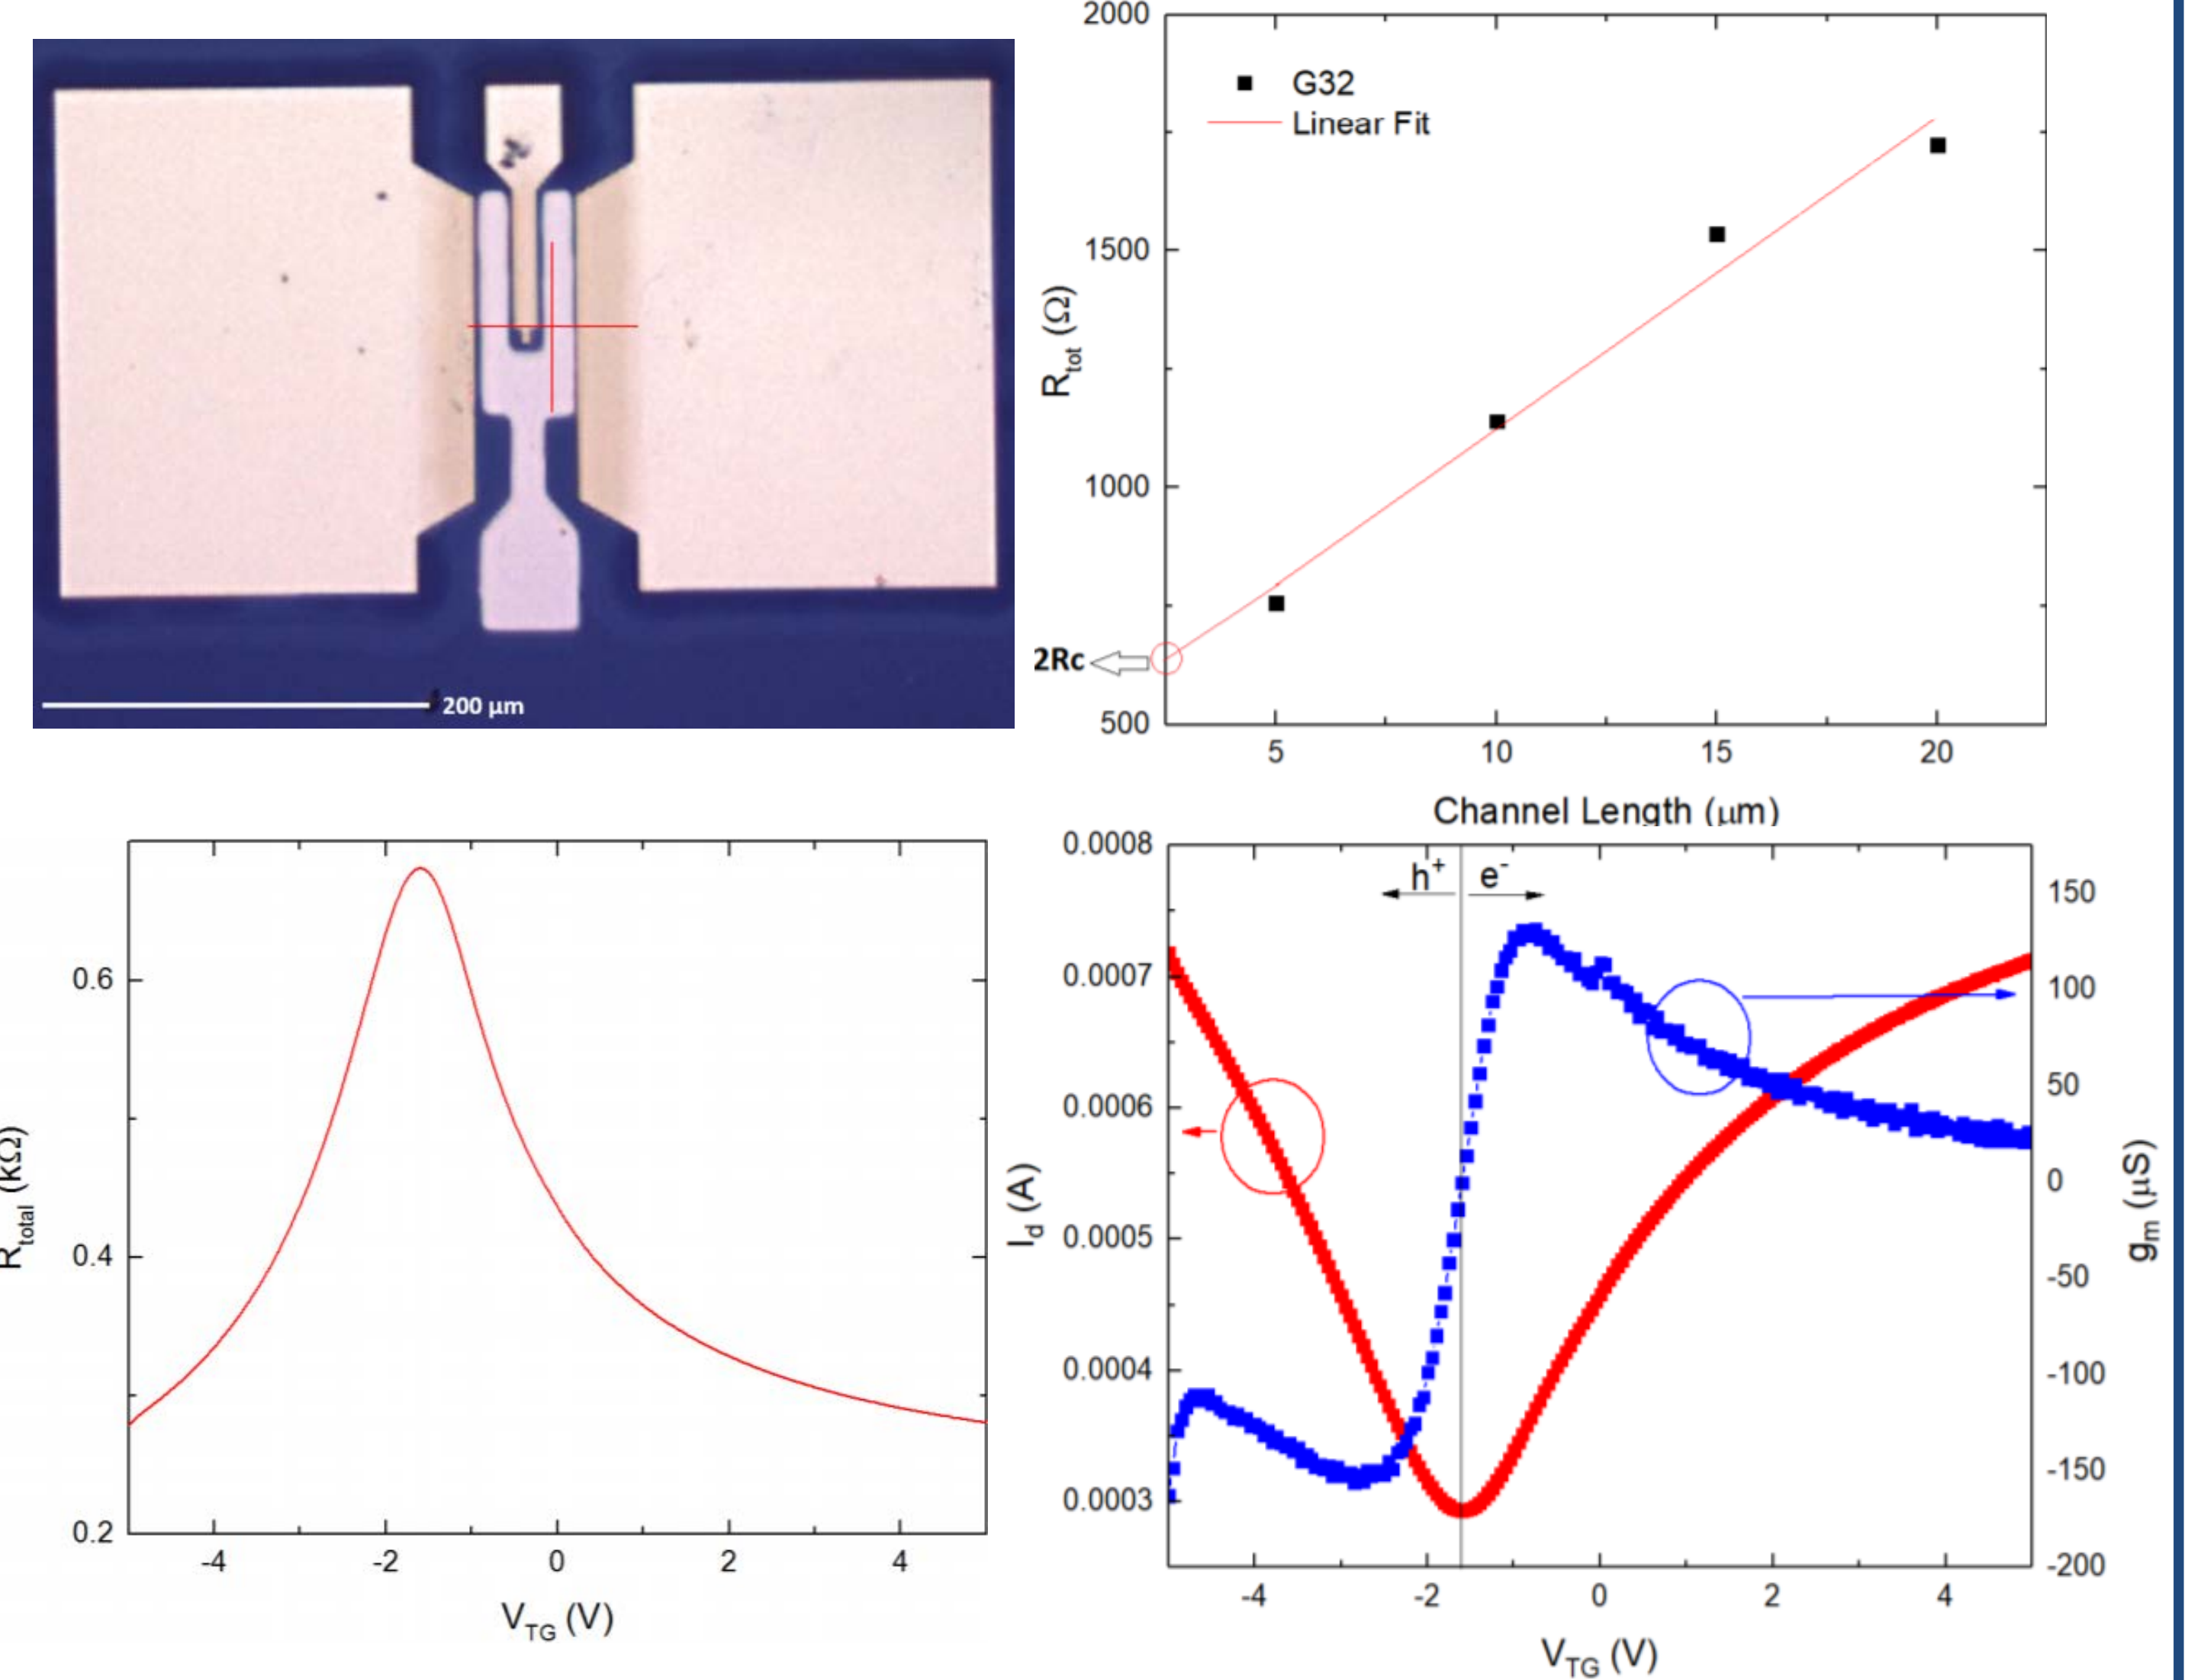 200 µm
2000
1500
1000
500
R_tot (Ω)
G32
Linear Fit
2Rc
5 10 15 20
Channel Length (µm)
0.6
0.4
0.2
R_total (kΩ)
-4 -2 0 2 4
V_TG (V)
0.0008
0.0007
0.0006
0.0005
0.0004
0.0003
I_d (A)
h⁺ e⁻
150
100
50
0
-50
-100
-150
-200
g_m (µS)
-4 -2 0 2 4
V_TG (V)